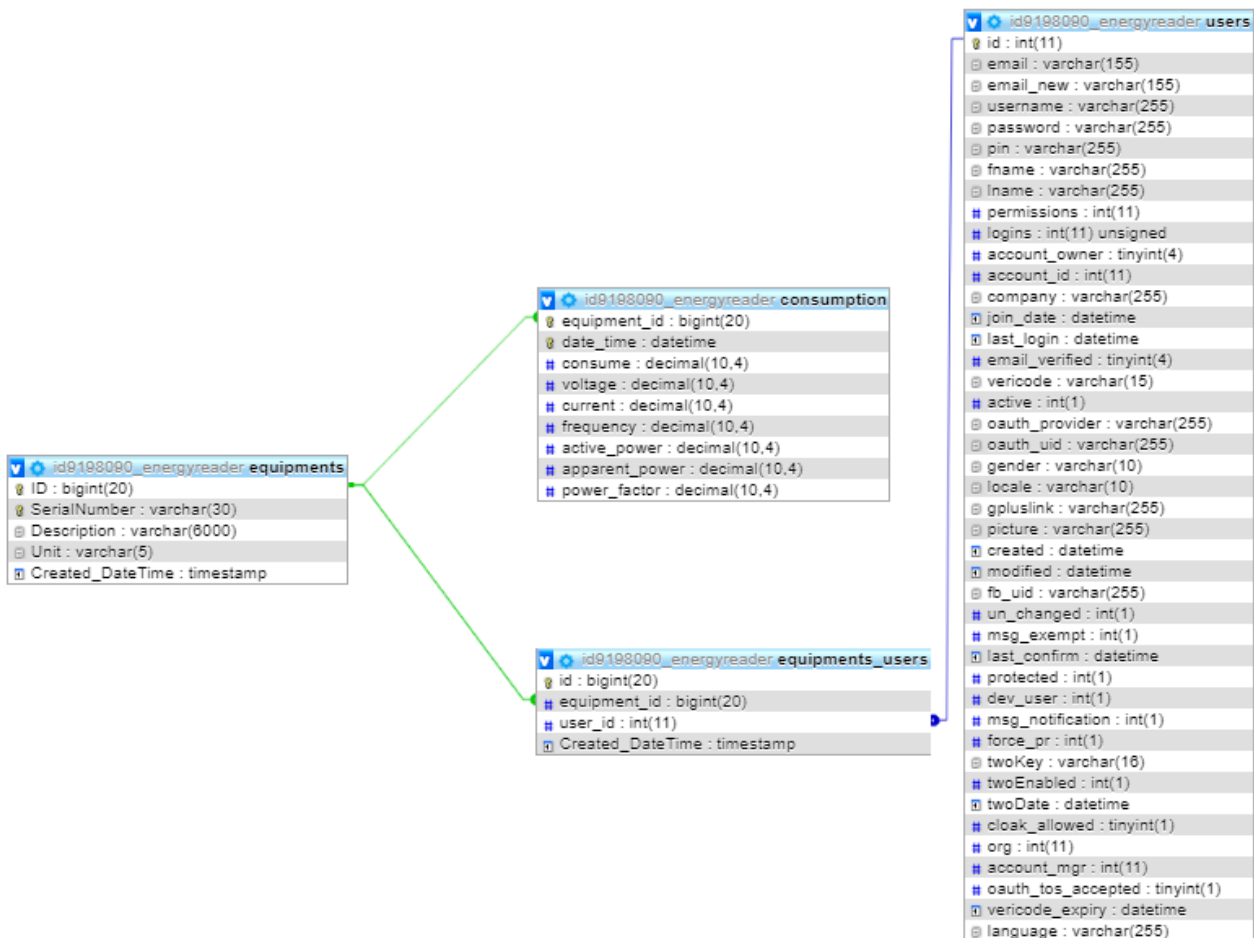 id9198090_energyreader equipments
ID : bigint(20)
SerialNumber : varchar(30)
Description : varchar(6000)
Unit : varchar(5)
Created_DateTime : timestamp
id9198090_energyreader consumption
equipment_id : bigint(20)
date_time : datetime
consume : decimal(10,4)
voltage : decimal(10,4)
current : decimal(10,4)
frequency : decimal(10,4)
active_power : decimal(10,4)
apparent_power : decimal(10,4)
power_factor : decimal(10,4)
id9198090_energyreader equipments_users
id : bigint(20)
equipment_id : bigint(20)
user_id : int(11)
Created_DateTime : timestamp
id9198090_energyreader users
id : int(11)
email : varchar(155)
email_new : varchar(155)
username : varchar(255)
password : varchar(255)
pin : varchar(255)
fname : varchar(255)
lname : varchar(255)
permissions : int(11)
logins : int(11) unsigned
account_owner : tinyint(4)
account_id : int(11)
company : varchar(255)
join_date : datetime
last_login : datetime
email_verified : tinyint(4)
vericode : varchar(15)
active : int(1)
oauth_provider : varchar(255)
oauth_uid : varchar(255)
gender : varchar(10)
locale : varchar(10)
gpluslink : varchar(255)
picture : varchar(255)
created : datetime
modified : datetime
fb_uid : varchar(255)
un_changed : int(1)
msg_exempt : int(1)
last_confirm : datetime
protected : int(1)
dev_user : int(1)
msg_notification : int(1)
force_pr : int(1)
twoKey : varchar(16)
twoEnabled : int(1)
twoDate : datetime
cloak_allowed : tinyint(1)
org : int(11)
account_mgr : int(11)
oauth_tos_accepted : tinyint(1)
vericode_expiry : datetime
language : varchar(255)